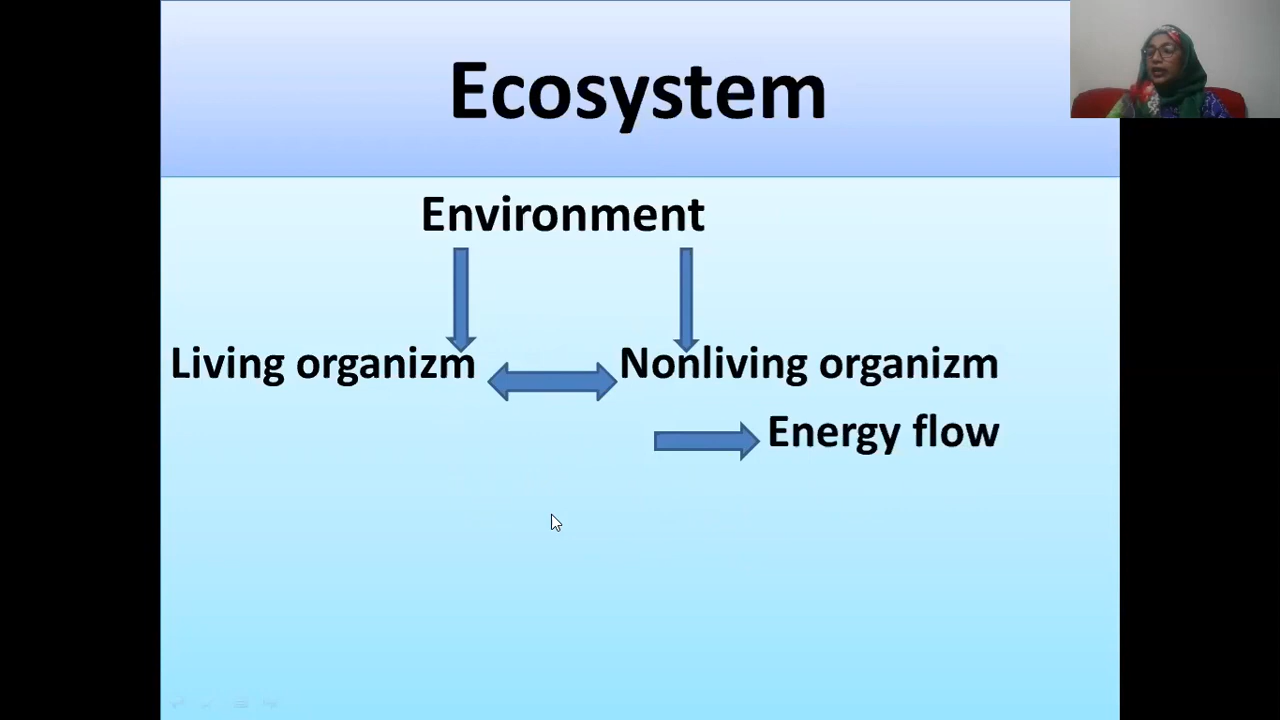 Ecosystem
Environment
Living organizm
Nonliving organizm
Energy flow